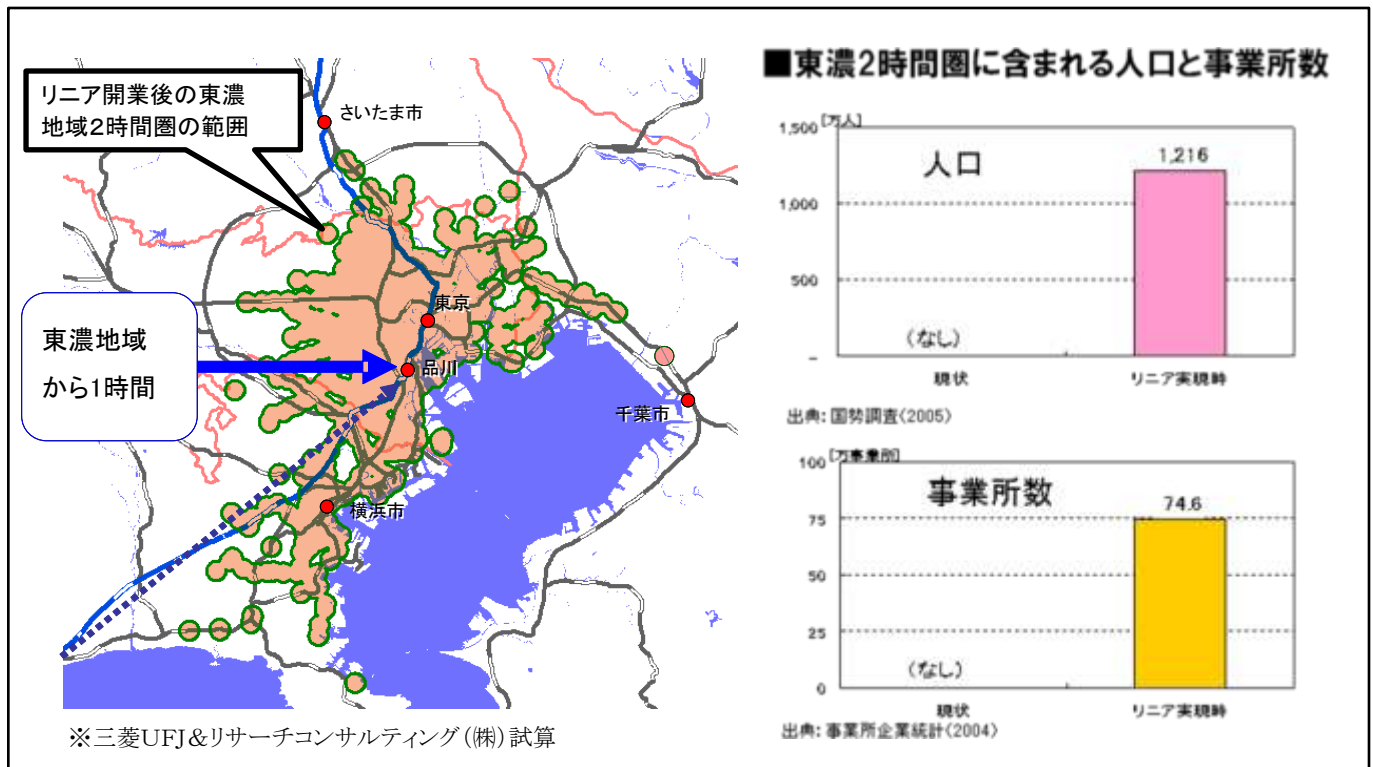 リニア開業後の東濃
地域2時間圏の範囲
さいたま市
東京
東濃地域
から1時間
品川
千葉市
横浜市
※三菱UFJ&リサーチコンサルティング(㈱)試算
■東濃2時間圏に含まれる人口と事業所数
[万人]
1,500
1,216
人口
1,000
500
(なし)
-
現状
リニア実現時
出典: 国勢調査〈2005〉
[万事業所]
100
事業所数
74.6
75
50
25
(なし)
0
現状
リニア実現時
出典: 事業所企業統計〈2004〉